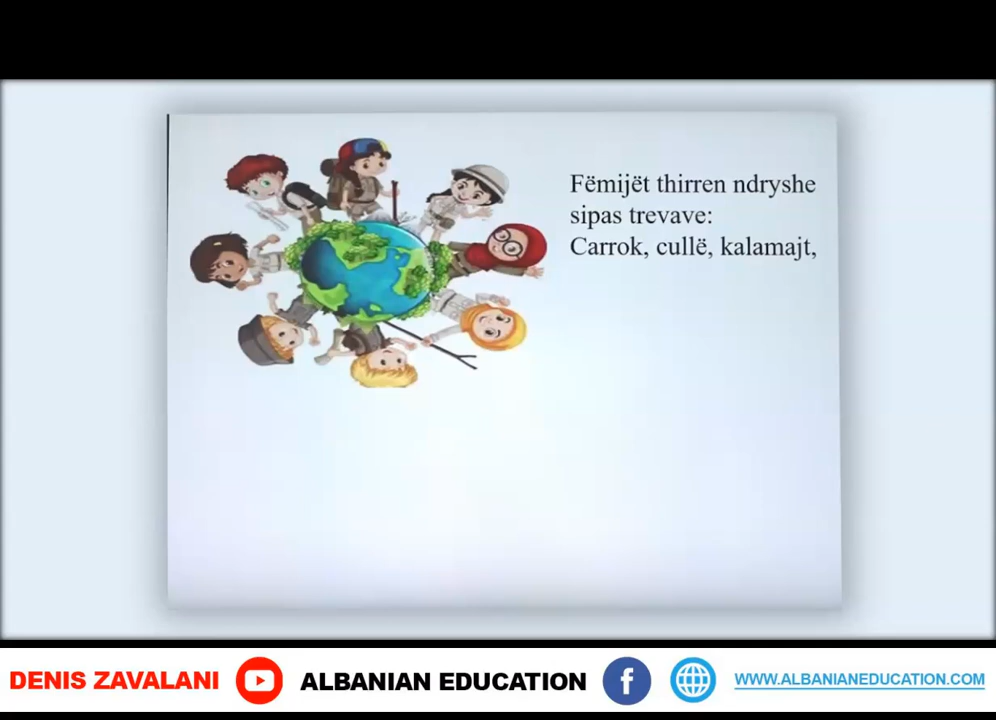 Fëmijët thirren ndryshe
sipas trevave:
Carrok, cullë, kalamajt,
DENIS ZAVALANI
ALBANIAN EDUCATION
WWW.ALBANIANEDUCATION.COM